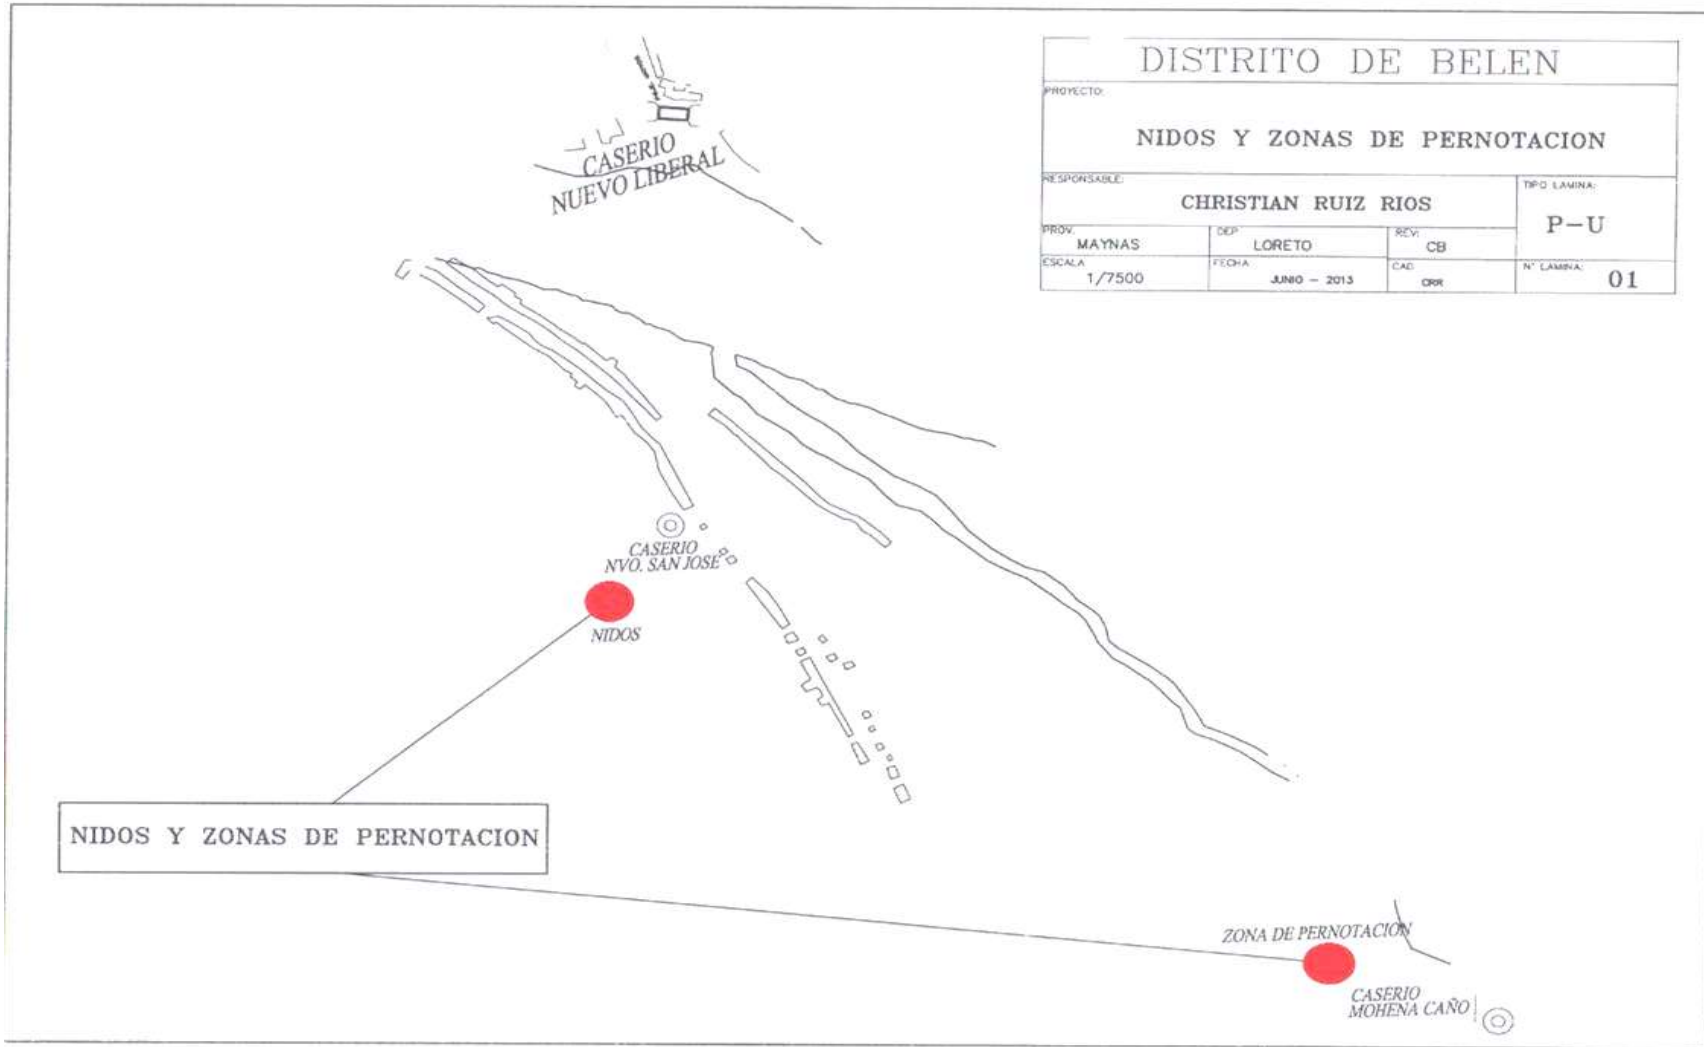 DISTRITO DE BELEN
PROYECTO:
NIDOS Y ZONAS DE PERNOTACION
RESPONSABLE:
CHRISTIAN RUIZ RIOS
TIPO LAMINA:
P-U
PROV.
MAYNAS
DEP
LORETO
REV:
CB
ESCALA
1/7500
FECHA
JUNIO - 2013
CAD
CRR
N° LAMINA:
01
CASERIO
NUEVO LIBERAL
CASERIO
NVO. SAN JOSE
NIDOS
NIDOS Y ZONAS DE PERNOTACION
ZONA DE PERNOTACION
CASERIO
MOHENA CAÑO